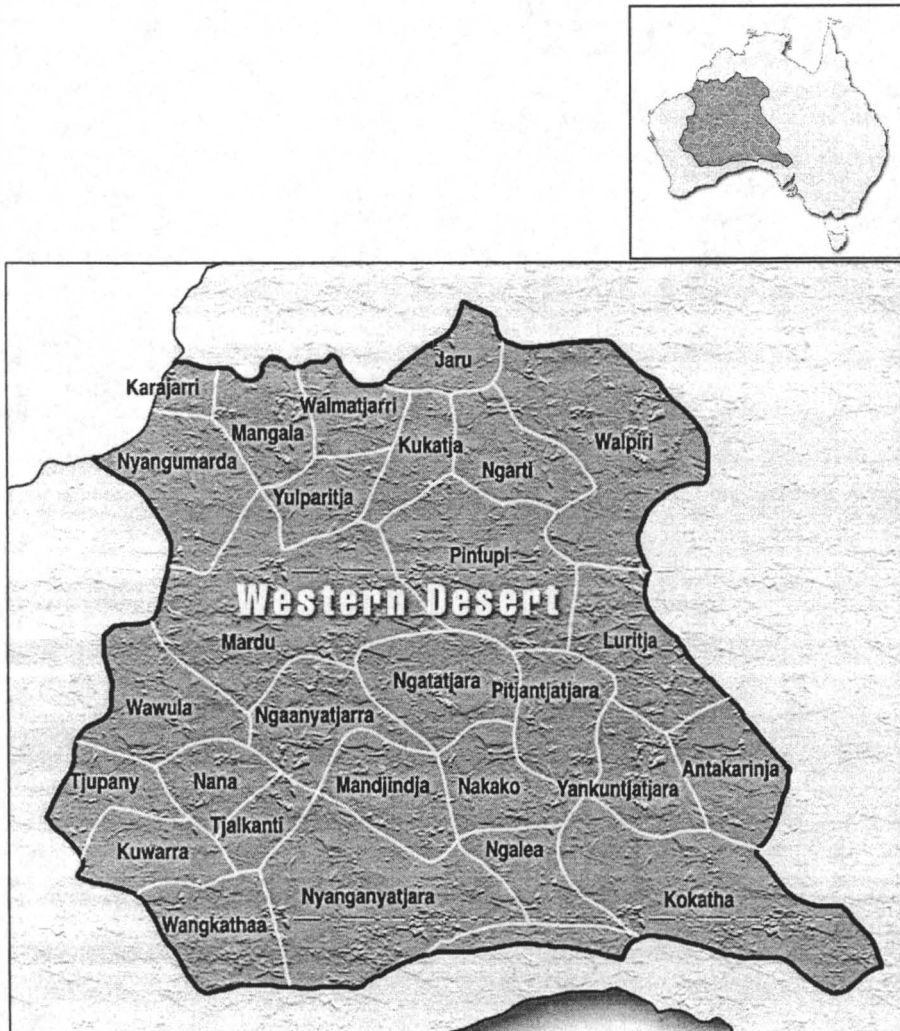 Jaru
Karajarri
Walmatjarri
Mangala
Kukatja
Walpiri
Nyangumarda
Ngarti
Yulparitja
Pintupi
Western Desert
Mardu
Luritja
Ngatatjara
Pitjantjatjara
Wawula
Ngaanyatjarra
Antakarinja
Tjupany
Nana
Mandjindja
Nakako
Yankuntjatjara
Tjalkanti
Kuwarra
Ngalea
Nyanganyatjara
Kokatha
Wangkathaa